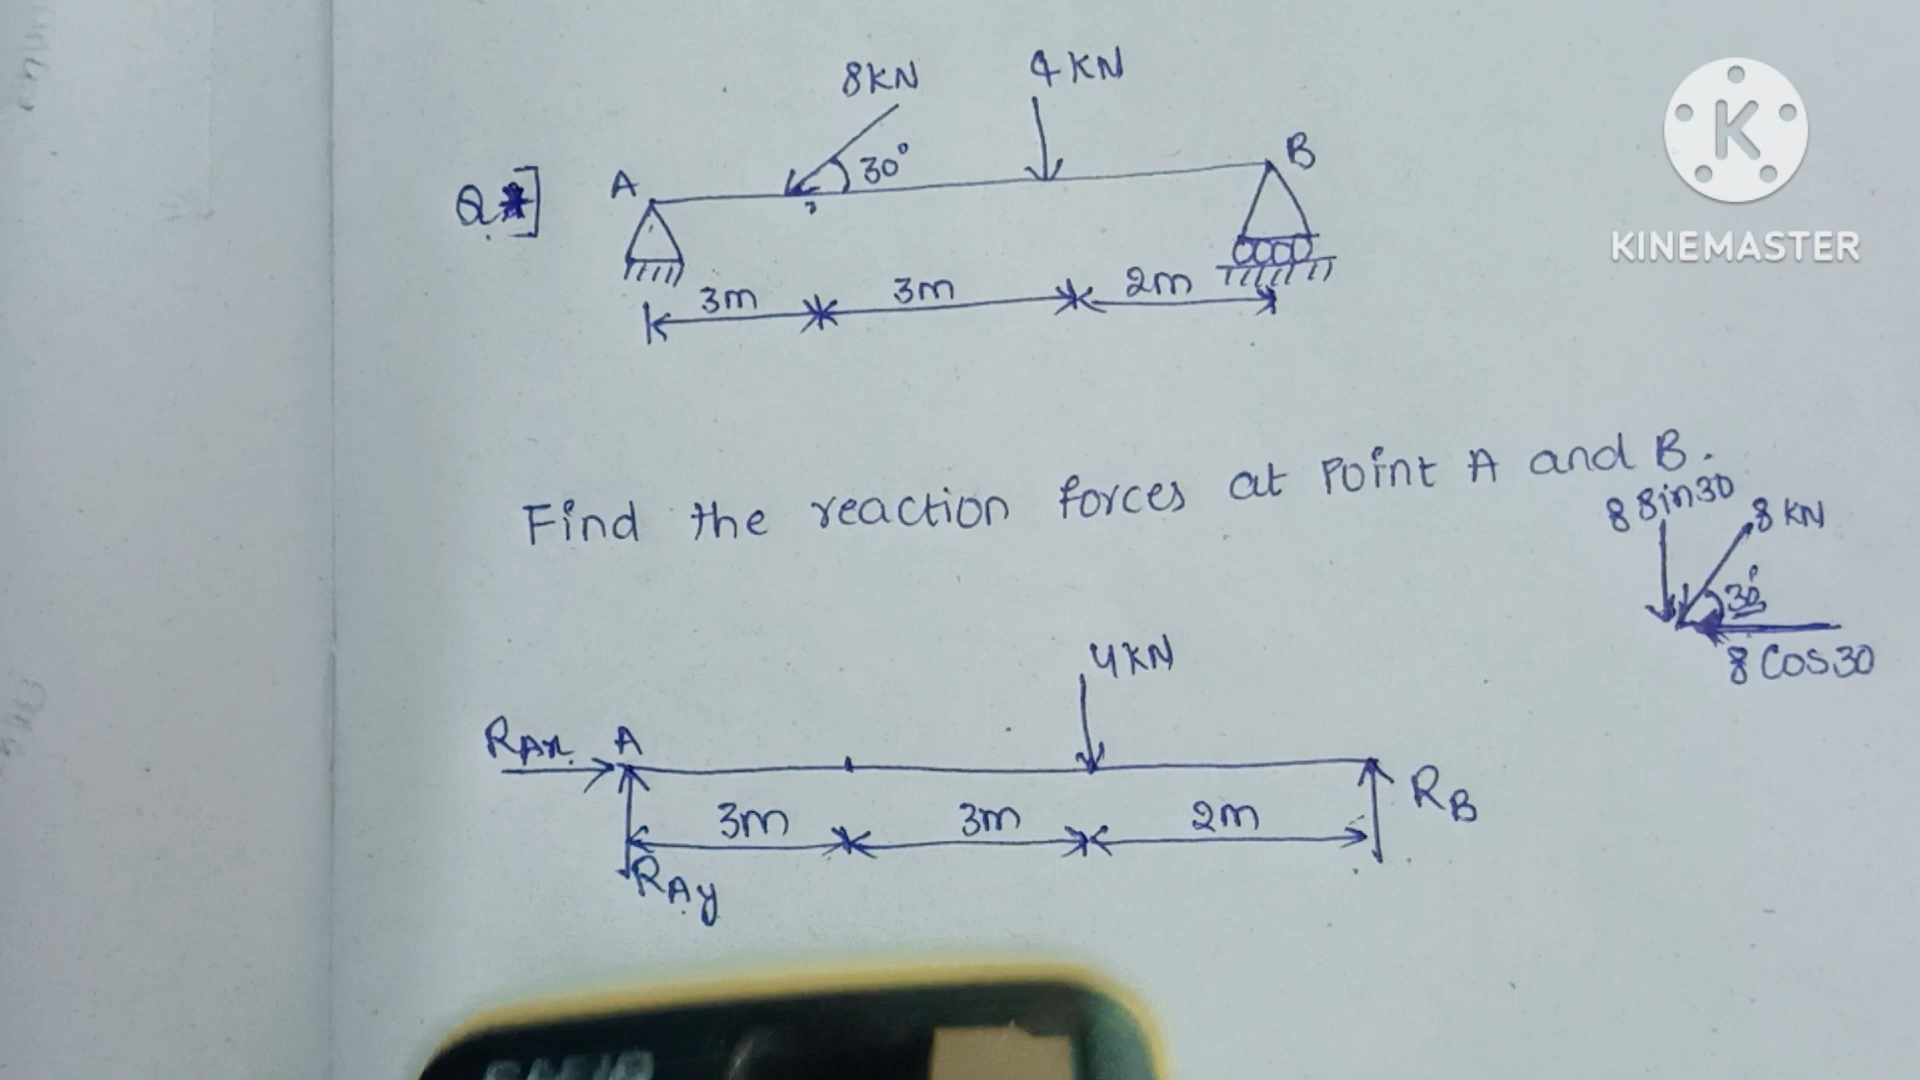 8KN 4KN
Q*] A 30° B
3m 3m 2m
K
KINEMASTER
Find the reaction forces at Point A and B.
8 Sin30 8 KN
30°
8 Cos30
4KN
RAx A RB
3m 3m 2m
RAy